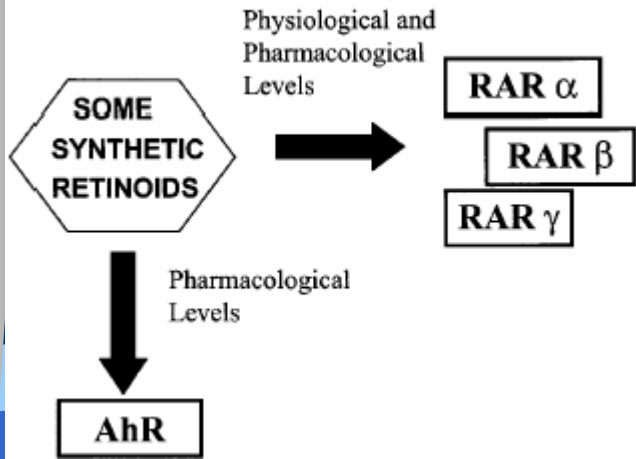 Physiological and
Pharmacological
Levels
SOME
SYNTHETIC
RETINOIDS
RAR α
RAR β
RAR γ
Pharmacological
Levels
AhR